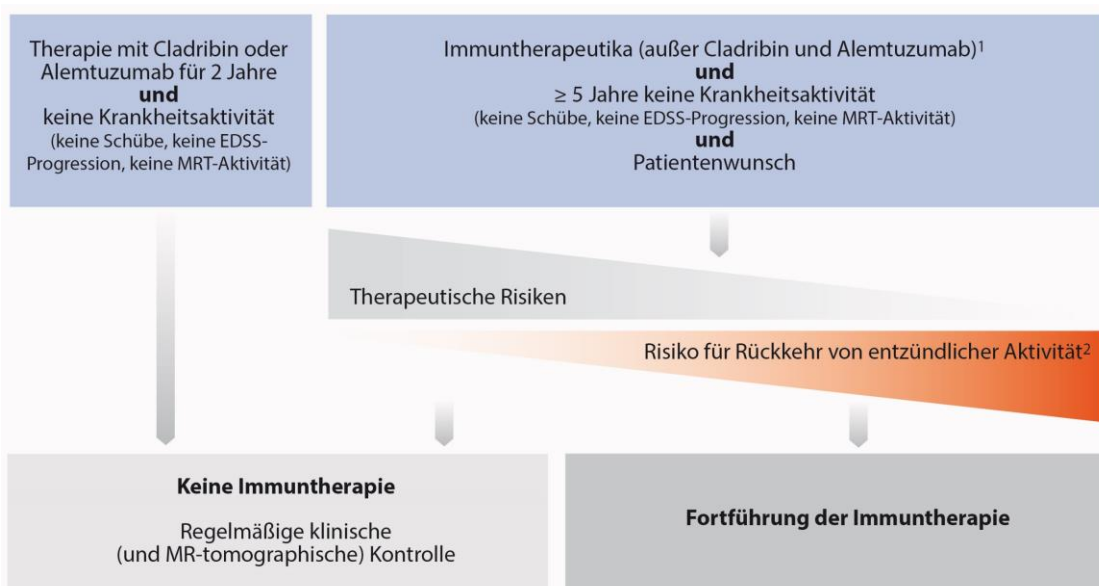 Therapie mit Cladribin oder
Alemtuzumab für 2 Jahre
und
keine Krankheitsaktivität
(keine Schübe, keine EDSS-
Progression, keine MRT-Aktivität)
Immuntherapeutika (außer Cladribin und Alemtuzumab)¹
und
≥ 5 Jahre keine Krankheitsaktivität
(keine Schübe, keine EDSS-Progression, keine MRT-Aktivität)
und
Patientenwunsch
Therapeutische Risiken
Risiko für Rückkehr von entzündlicher Aktivität²
Keine Immuntherapie
Regelmäßige klinische
(und MR-tomographische) Kontrolle
Fortführung der Immuntherapie